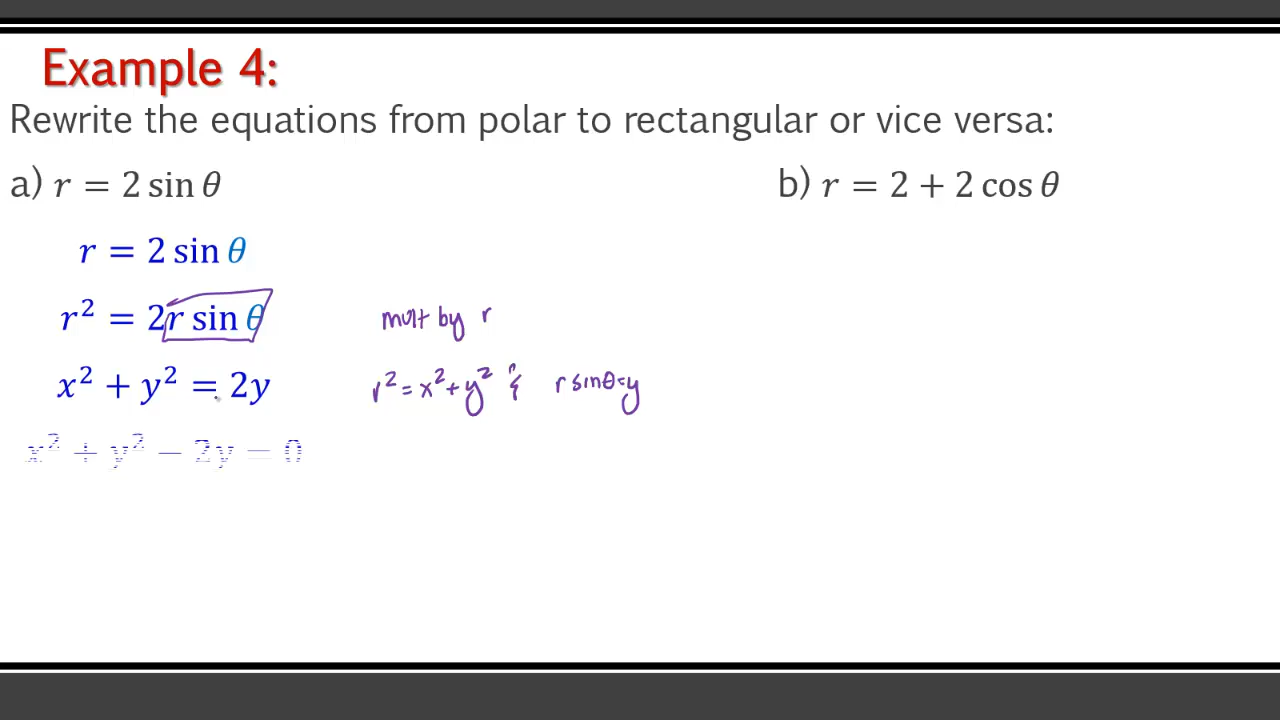 Example 4:
Rewrite the equations from polar to rectangular or vice versa:
a) r = 2 sin θ
b) r = 2 + 2 cos θ
r = 2 sin θ
r² = 2r sin θ mult by r
x² + y² = 2y r² = x² + y² & r sinθ = y
x² + y² − 2y = 0